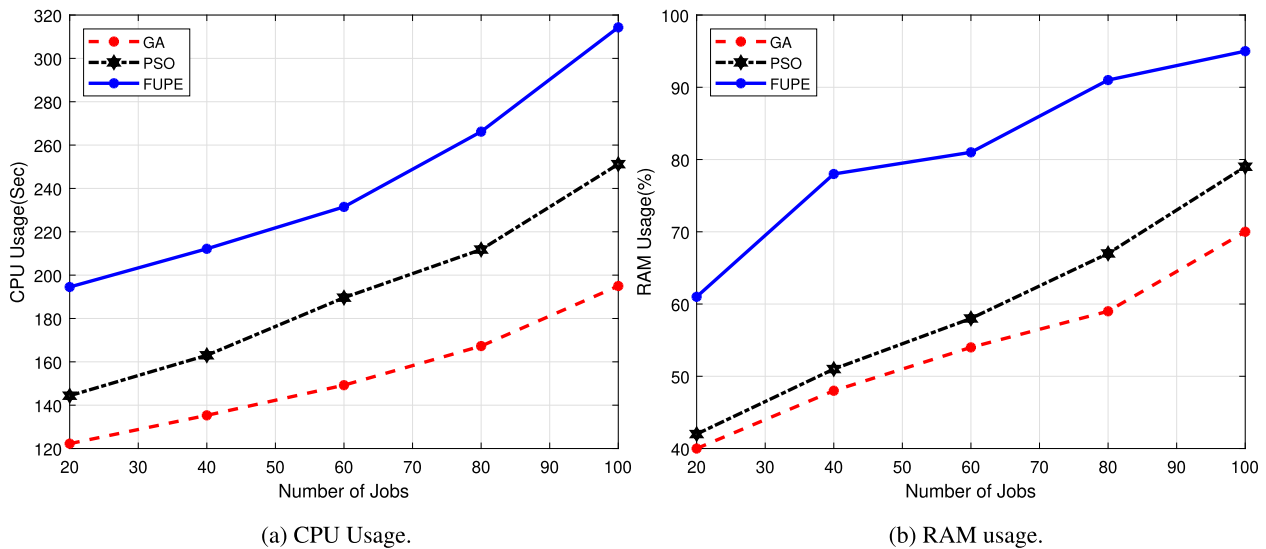 320
300
280
260
240
220
200
180
160
140
120
CPU Usage(Sec)
GA
PSO
FUPE
20 30 40 50 60 70 80 90 100
Number of Jobs
(a) CPU Usage.
100
90
80
70
60
50
40
RAM Usage(%)
GA
PSO
FUPE
20 30 40 50 60 70 80 90 100
Number of Jobs
(b) RAM usage.